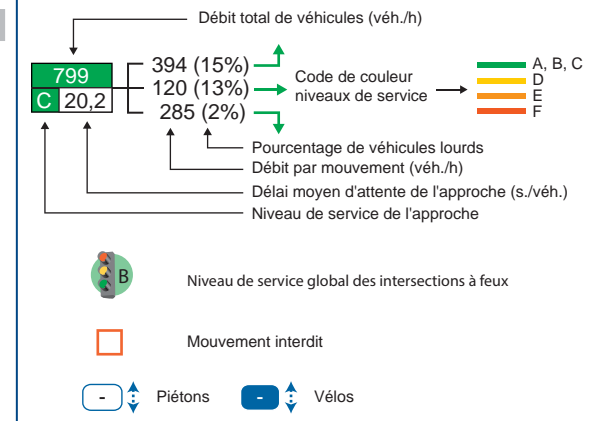 Débit total de véhicules (véh./h)
799
C 20,2
394 (15%)
120 (13%)
285 (2%)
Code de couleur
niveaux de service
A, B, C
D
E
F
Pourcentage de véhicules lourds
Débit par mouvement (véh./h)
Délai moyen d'attente de l'approche (s./véh.)
Niveau de service de l'approche
B
Niveau de service global des intersections à feux
Mouvement interdit
- Piétons - Vélos